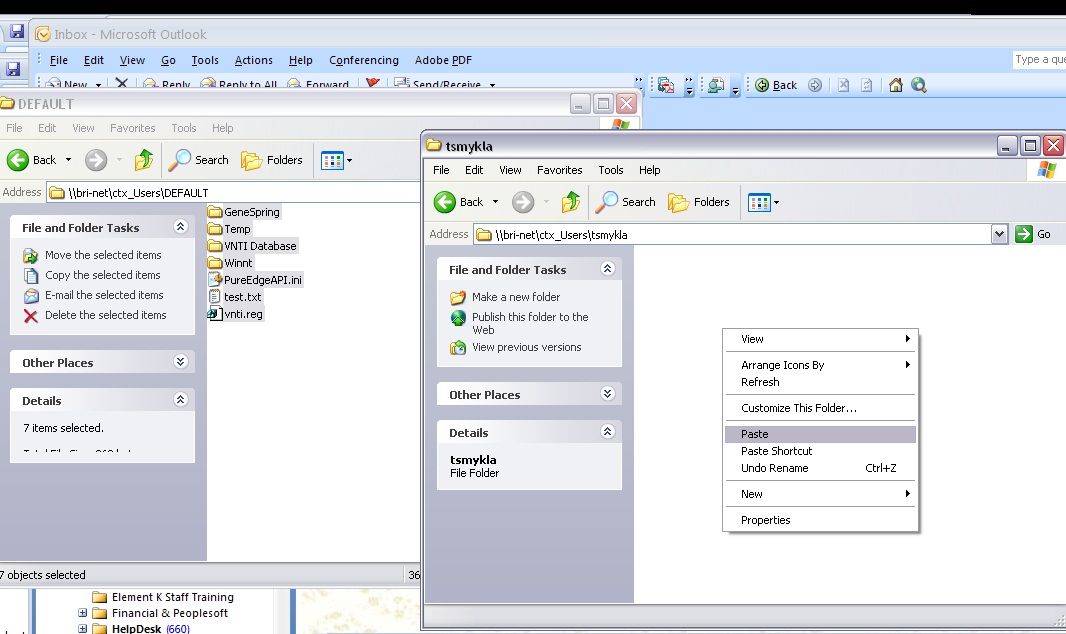 Inbox - Microsoft Outlook
File Edit View Go Tools Actions Help Conferencing Adobe PDF
Type a que
New Reply Reply to All Forward Send/Receive
Back
DEFAULT
File Edit View Favorites Tools Help
Back Search Folders
Address \\bri-net\ctx_Users\DEFAULT
File and Folder Tasks
Move the selected items
Copy the selected items
E-mail the selected items
Delete the selected items
Other Places
Details
7 items selected.
GeneSpring
Temp
VNTI Database
Winnt
PureEdgeAPI.ini
test.txt
vnti.reg
7 objects selected
36
Element K Staff Training
Financial & Peoplesoft
HelpDesk (660)
tsmykla
File Edit View Favorites Tools Help
Back Search Folders
Address \\bri-net\ctx_Users\tsmykla Go
File and Folder Tasks
Make a new folder
Publish this folder to the
Web
View previous versions
Other Places
Details
tsmykla
File Folder
View
Arrange Icons By
Refresh
Customize This Folder...
Paste
Paste Shortcut
Undo Rename Ctrl+Z
New
Properties